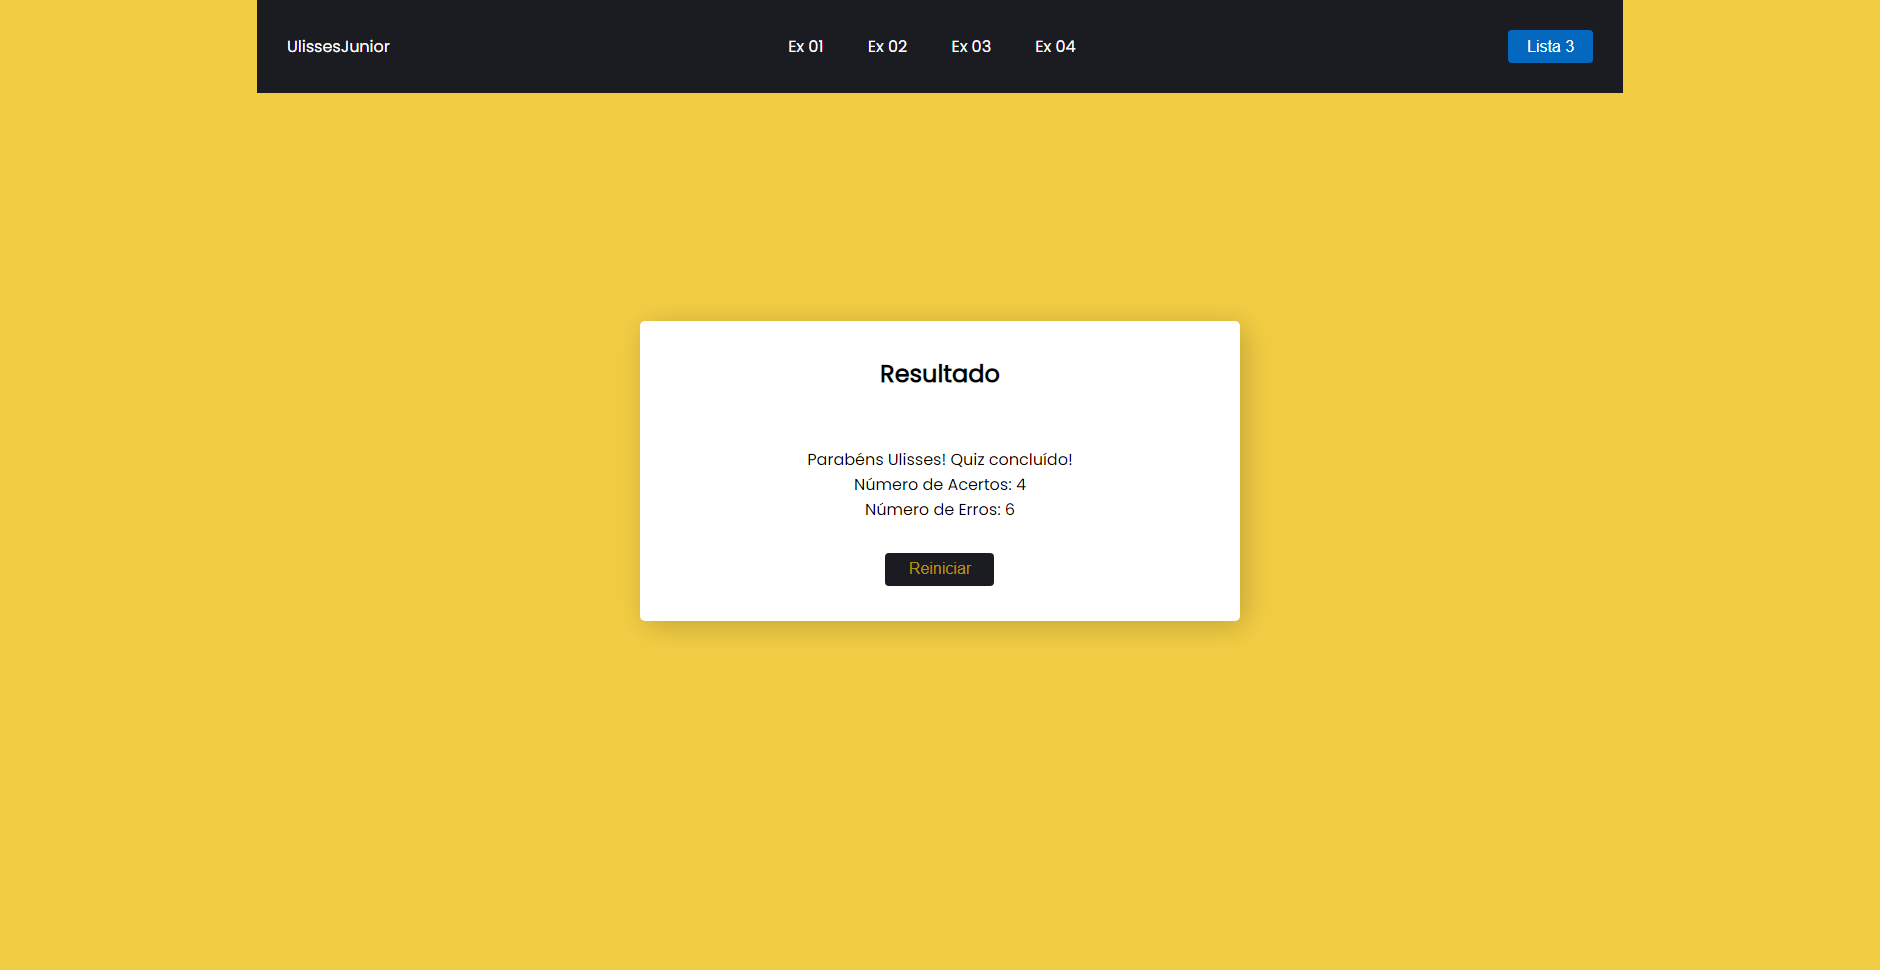 UlissesJunior
Ex 01
Ex 02
Ex 03
Ex 04
Lista 3
Resultado
Parabéns Ulisses! Quiz concluído!
Número de Acertos: 4
Número de Erros: 6
Reiniciar